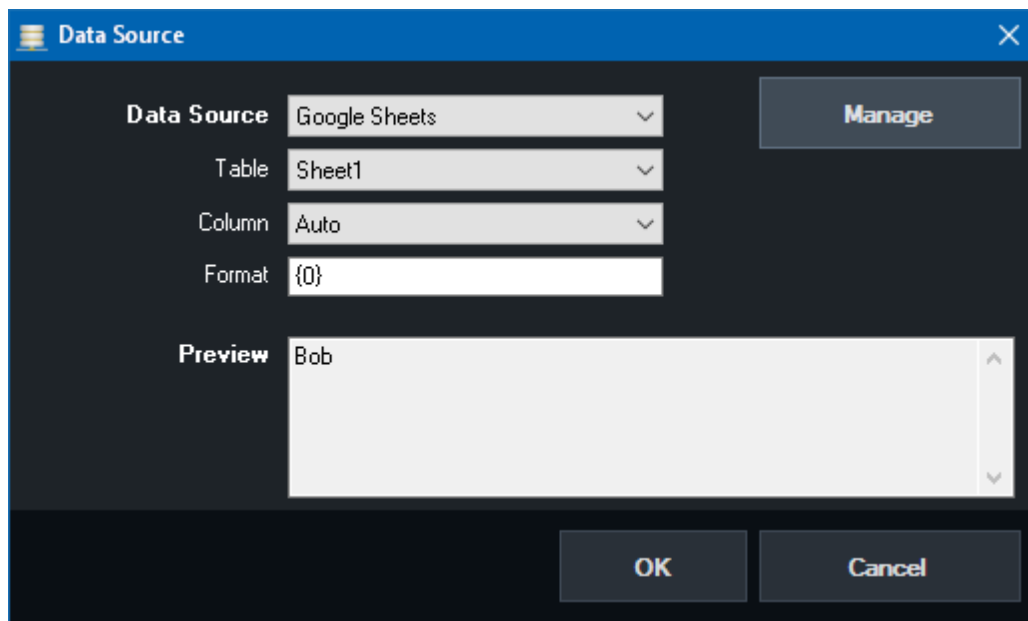 Data Source
Data Source Google Sheets Manage
Table Sheet1
Column Auto
Format {0}
Preview Bob
OK Cancel